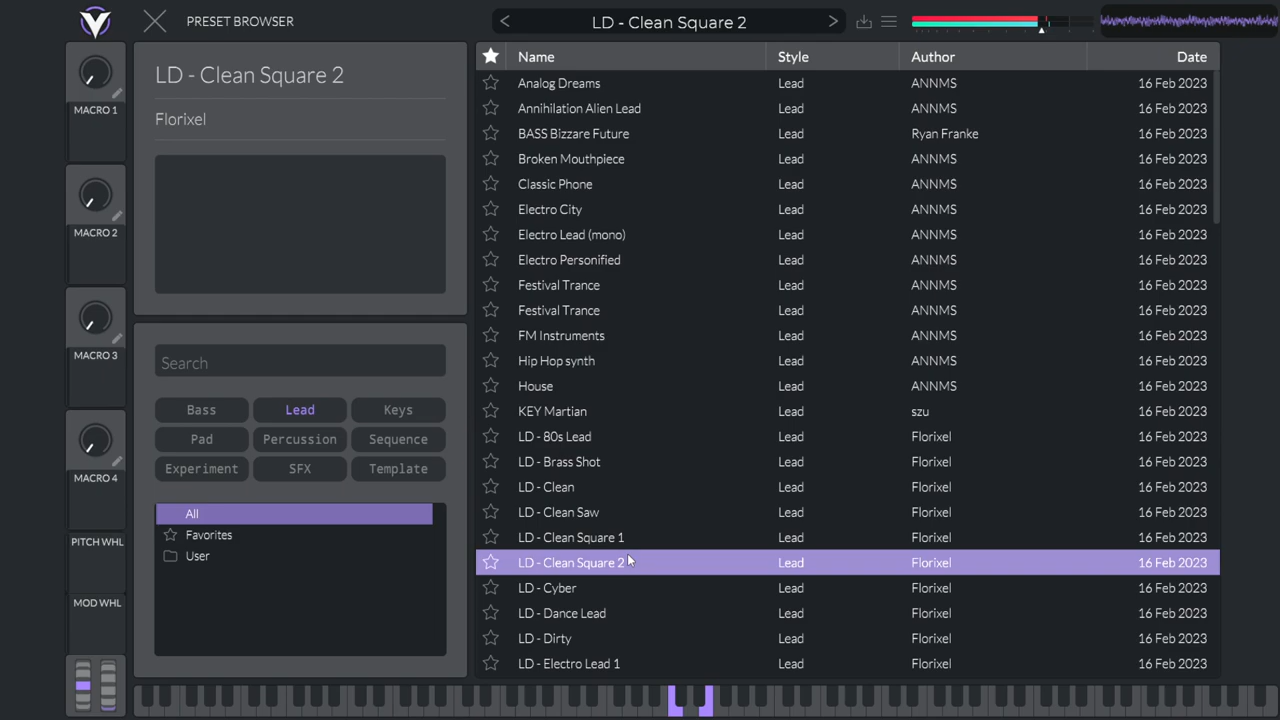 PRESET BROWSER
LD - Clean Square 2
MACRO 1
MACRO 2
MACRO 3
MACRO 4
PITCH WHL
MOD WHL
LD - Clean Square 2
Florixel
Search
Bass Lead Keys
Pad Percussion Sequence
Experiment SFX Template
All
Favorites
User
Name Style Author Date
Analog Dreams Lead ANNMS 16 Feb 2023
Annihilation Alien Lead Lead ANNMS 16 Feb 2023
BASS Bizzare Future Lead Ryan Franke 16 Feb 2023
Broken Mouthpiece Lead ANNMS 16 Feb 2023
Classic Phone Lead ANNMS 16 Feb 2023
Electro City Lead ANNMS 16 Feb 2023
Electro Lead (mono) Lead ANNMS 16 Feb 2023
Electro Personified Lead ANNMS 16 Feb 2023
Festival Trance Lead ANNMS 16 Feb 2023
Festival Trance Lead ANNMS 16 Feb 2023
FM Instruments Lead ANNMS 16 Feb 2023
Hip Hop synth Lead ANNMS 16 Feb 2023
House Lead ANNMS 16 Feb 2023
KEY Martian Lead szu 16 Feb 2023
LD - 80s Lead Lead Florixel 16 Feb 2023
LD - Brass Shot Lead Florixel 16 Feb 2023
LD - Clean Lead Florixel 16 Feb 2023
LD - Clean Saw Lead Florixel 16 Feb 2023
LD - Clean Square 1 Lead Florixel 16 Feb 2023
LD - Clean Square 2 Lead Florixel 16 Feb 2023
LD - Cyber Lead Florixel 16 Feb 2023
LD - Dance Lead Lead Florixel 16 Feb 2023
LD - Dirty Lead Florixel 16 Feb 2023
LD - Electro Lead 1 Lead Florixel 16 Feb 2023